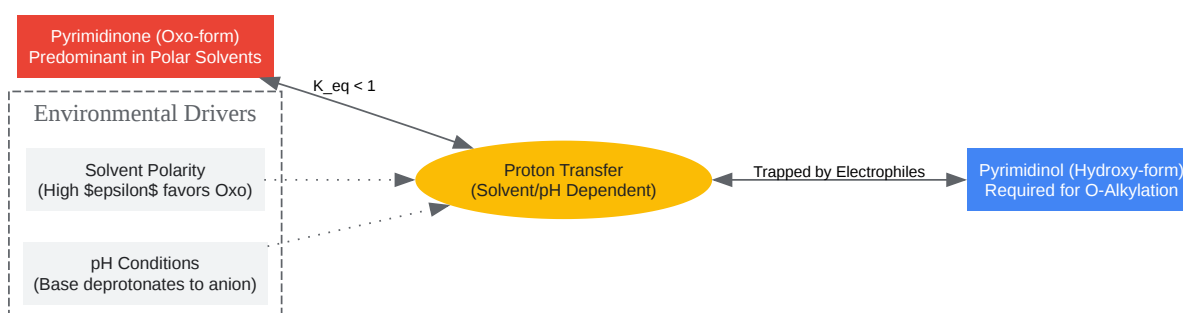 Pyrimidinone (Oxo-form)
Predominant in Polar Solvents
K_eq < 1
Environmental Drivers
Solvent Polarity
(High $epsilon$ favors Oxo)
Proton Transfer
(Solvent/pH Dependent)
Trapped by Electrophiles
Pyrimidinol (Hydroxy-form)
Required for O-Alkylation
pH Conditions
(Base deprotonates to anion)